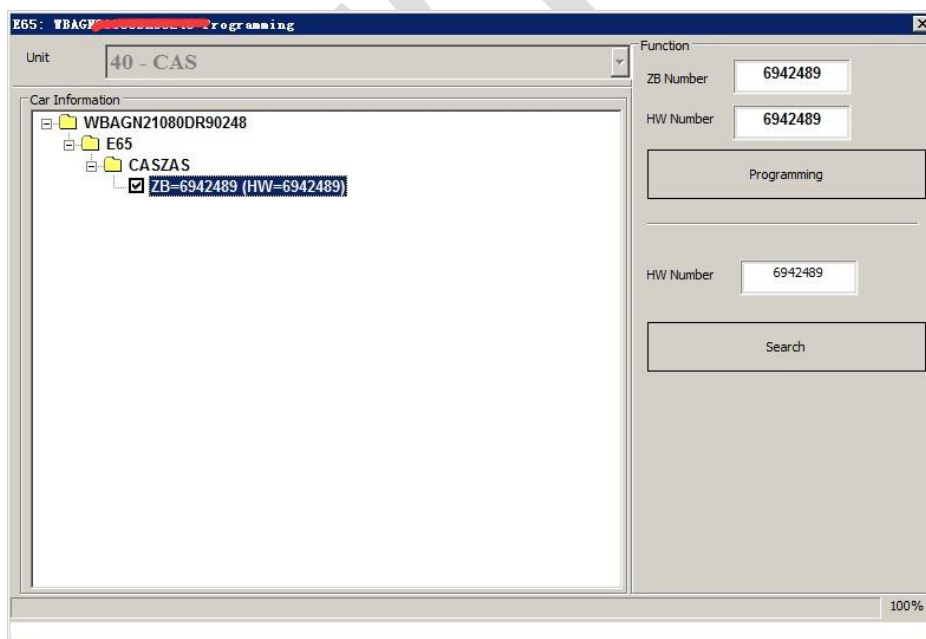 E65: Programming
Unit
40 - CAS
Car Information
WBAGN21080DR90248
E65
CASZAS
ZB=6942489 (HW=6942489)
Function
ZB Number 6942489
HW Number 6942489
Programming
HW Number 6942489
Search
100%